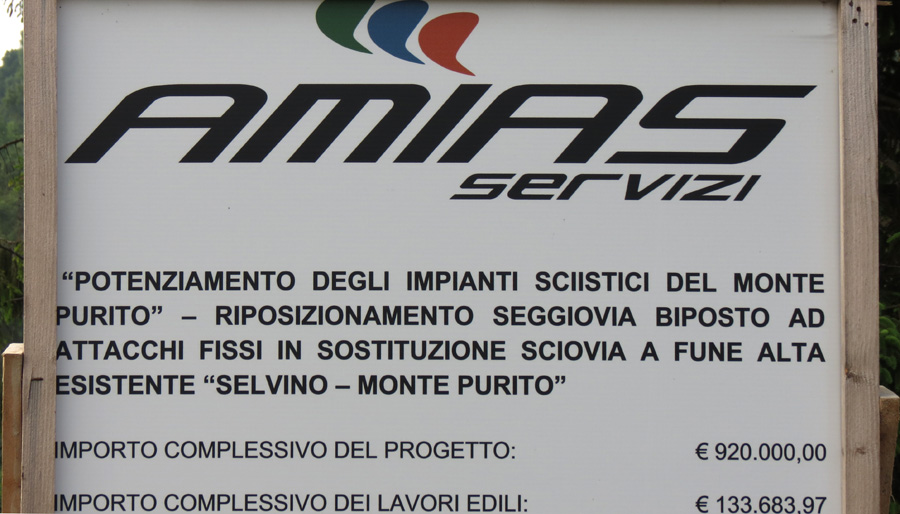 AMIAS
servizi
“POTENZIAMENTO DEGLI IMPIANTI SCIISTICI DEL MONTE
PURITO” – RIPOSIZIONAMENTO SEGGIOVIA BIPOSTO AD
ATTACCHI FISSI IN SOSTITUZIONE SCIOVIA A FUNE ALTA
ESISTENTE “SELVINO – MONTE PURITO”
IMPORTO COMPLESSIVO DEL PROGETTO: € 920.000,00
IMPORTO COMPLESSIVO DEI LAVORI EDILI: € 133.683,97